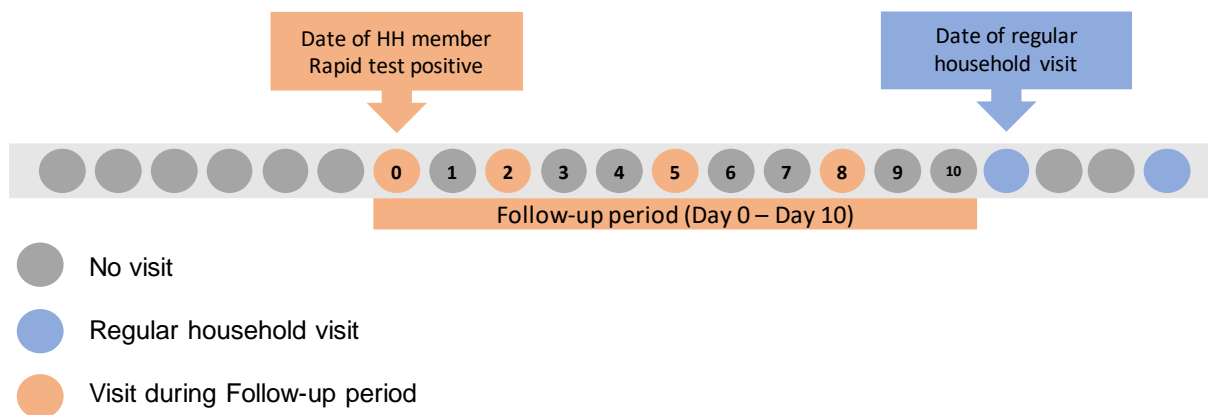 Date of HH member
Rapid test positive
Date of regular
household visit
0 1 2 3 4 5 6 7 8 9 10
Follow-up period (Day 0 – Day 10)
No visit
Regular household visit
Visit during Follow-up period